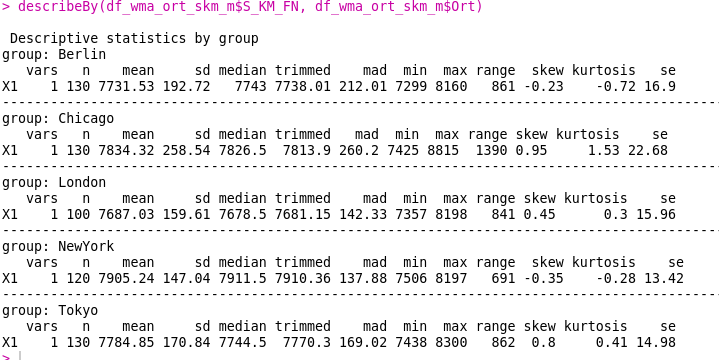 > describeBy(df_wma_ort_skm_m$S_KM_FN, df_wma_ort_skm_m$Ort)
Descriptive statistics by group
group: Berlin
vars n mean sd median trimmed mad min max range skew kurtosis se
X1 1 130 7731.53 192.72 7743 7738.01 212.01 7299 8160 861 -0.23 -0.72 16.9
------------------------------------------------------------------------------------------
group: Chicago
vars n mean sd median trimmed mad min max range skew kurtosis se
X1 1 130 7834.32 258.54 7826.5 7813.9 260.2 7425 8815 1390 0.95 1.53 22.68
------------------------------------------------------------------------------------------
group: London
vars n mean sd median trimmed mad min max range skew kurtosis se
X1 1 100 7687.03 159.61 7678.5 7681.15 142.33 7357 8198 841 0.45 0.3 15.96
------------------------------------------------------------------------------------------
group: NewYork
vars n mean sd median trimmed mad min max range skew kurtosis se
X1 1 120 7905.24 147.04 7911.5 7910.36 137.88 7506 8197 691 -0.35 -0.28 13.42
------------------------------------------------------------------------------------------
group: Tokyo
vars n mean sd median trimmed mad min max range skew kurtosis se
X1 1 130 7784.85 170.84 7744.5 7770.3 169.02 7438 8300 862 0.8 0.41 14.98
>